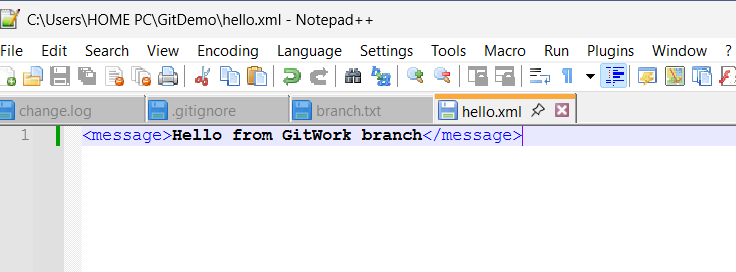 C:\Users\HOME PC\GitDemo\hello.xml - Notepad++
File Edit Search View Encoding Language Settings Tools Macro Run Plugins Window ?
change.log .gitignore branch.txt hello.xml
1 <message>Hello from GitWork branch</message>